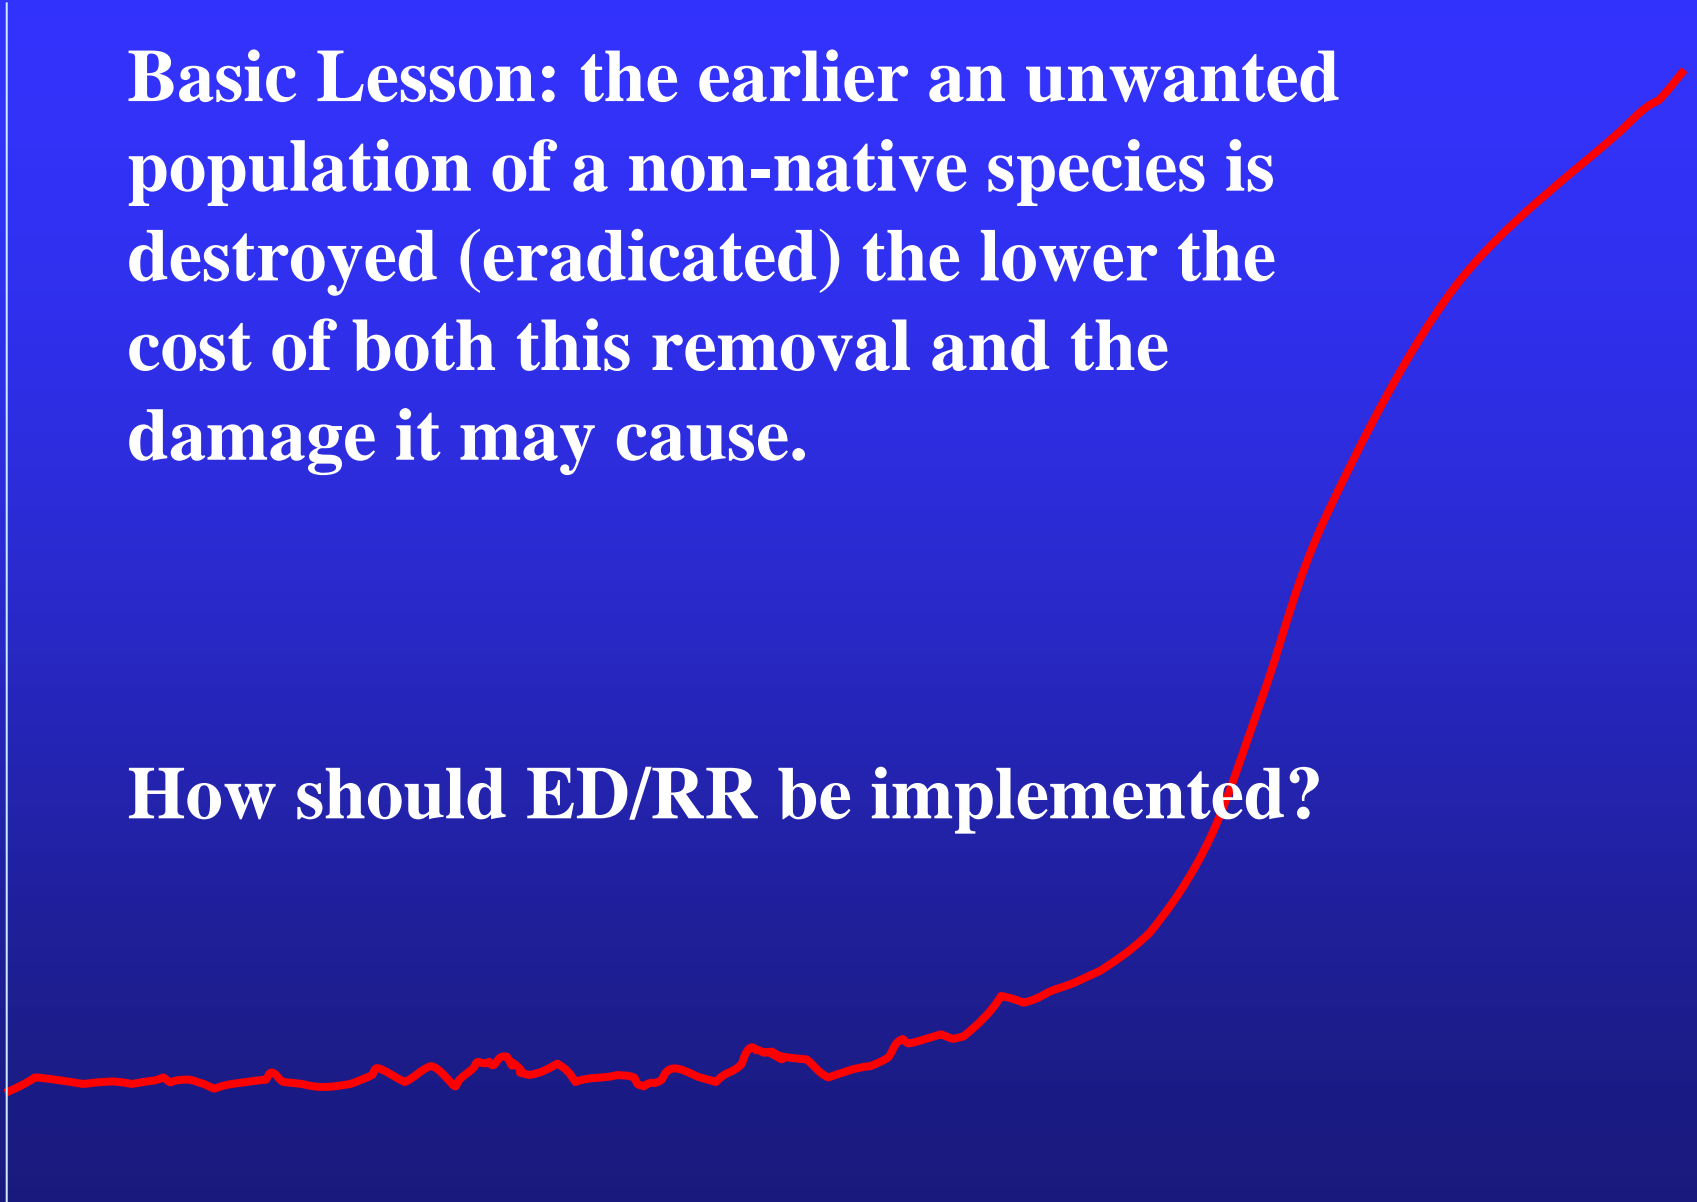 Basic Lesson: the earlier an unwanted
population of a non-native species is
destroyed (eradicated) the lower the
cost of both this removal and the
damage it may cause.
How should ED/RR be implemented?